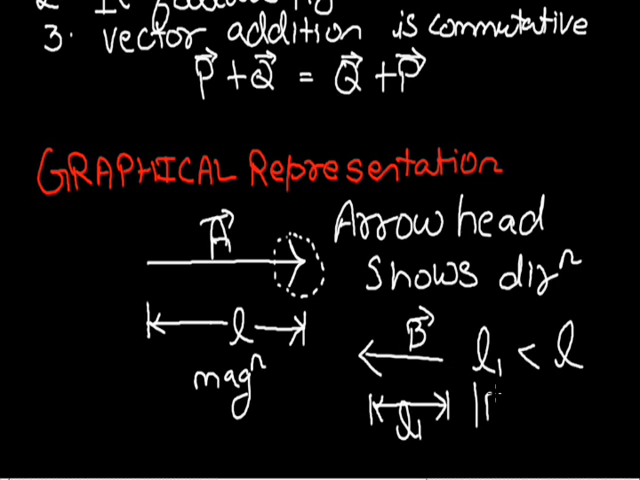 3. vector addition is commutative
P⃗ + Q⃗ = Q⃗ + P⃗
GRAPHICAL Representation
A⃗
Arrow head
shows dirⁿ
l
magⁿ
B⃗
l₁ < l
l₁